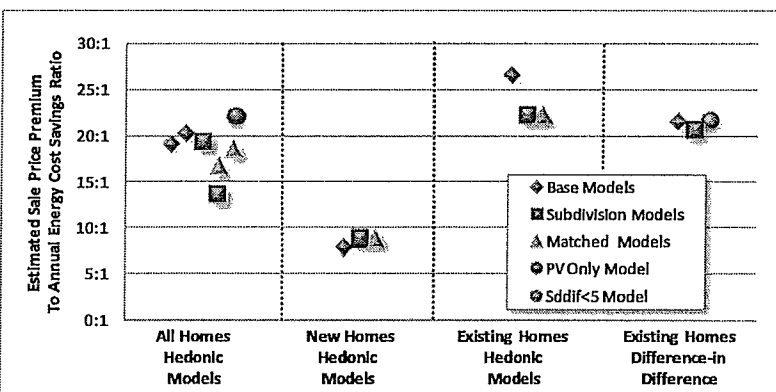 Estimated Sale Price Premium
To Annual Energy Cost Savings Ratio
30:1
25:1
20:1
15:1
10:1
5:1
0:1
Base Models
Subdivision Models
Matched Models
PV Only Model
Sddif<5 Model
All Homes
Hedonic
Models
New Homes
Hedonic
Models
Existing Homes
Hedonic
Models
Existing Homes
Difference-in
Difference